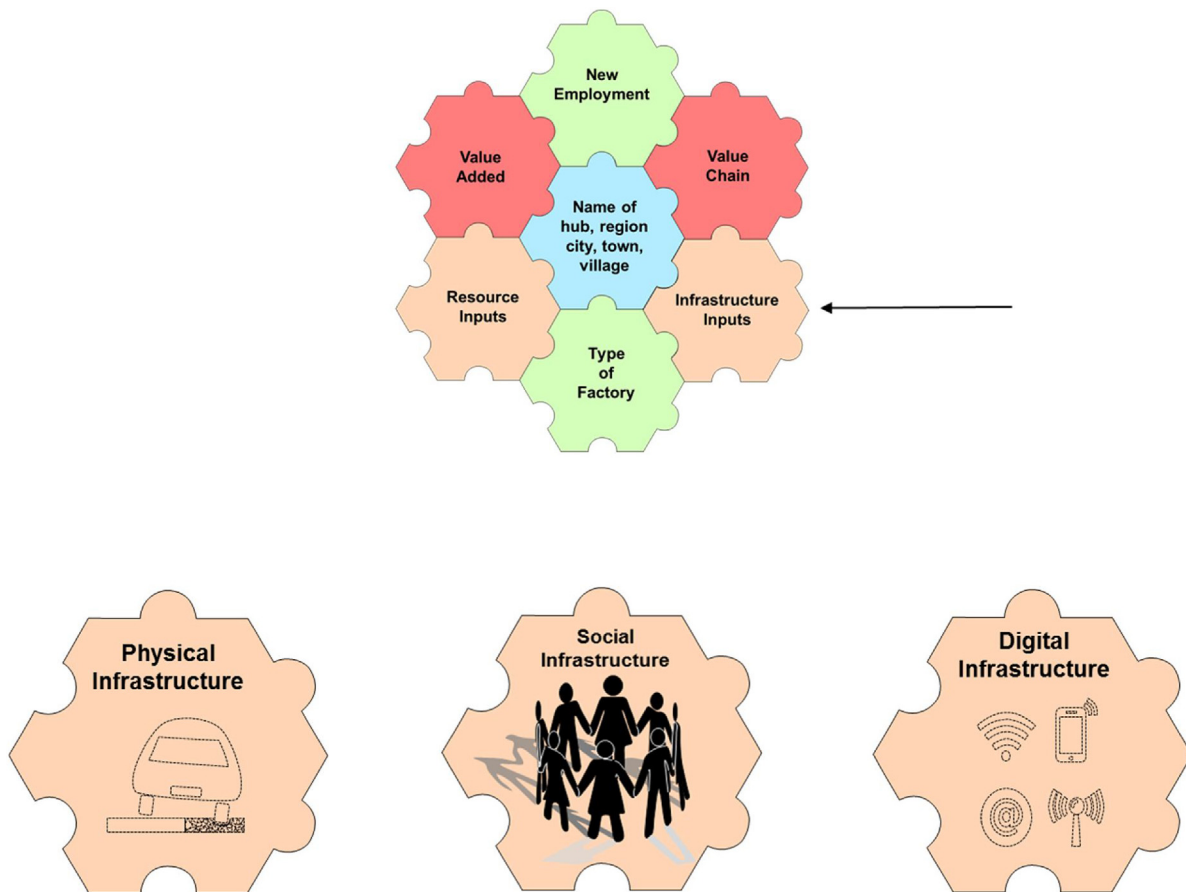 New
Employment
Value
Added
Value
Chain
Name of
hub, region
city, town,
village
Resource
Inputs
Infrastructure
Inputs
Type
of
Factory
Physical
Infrastructure
Social
Infrastructure
Digital
Infrastructure
@